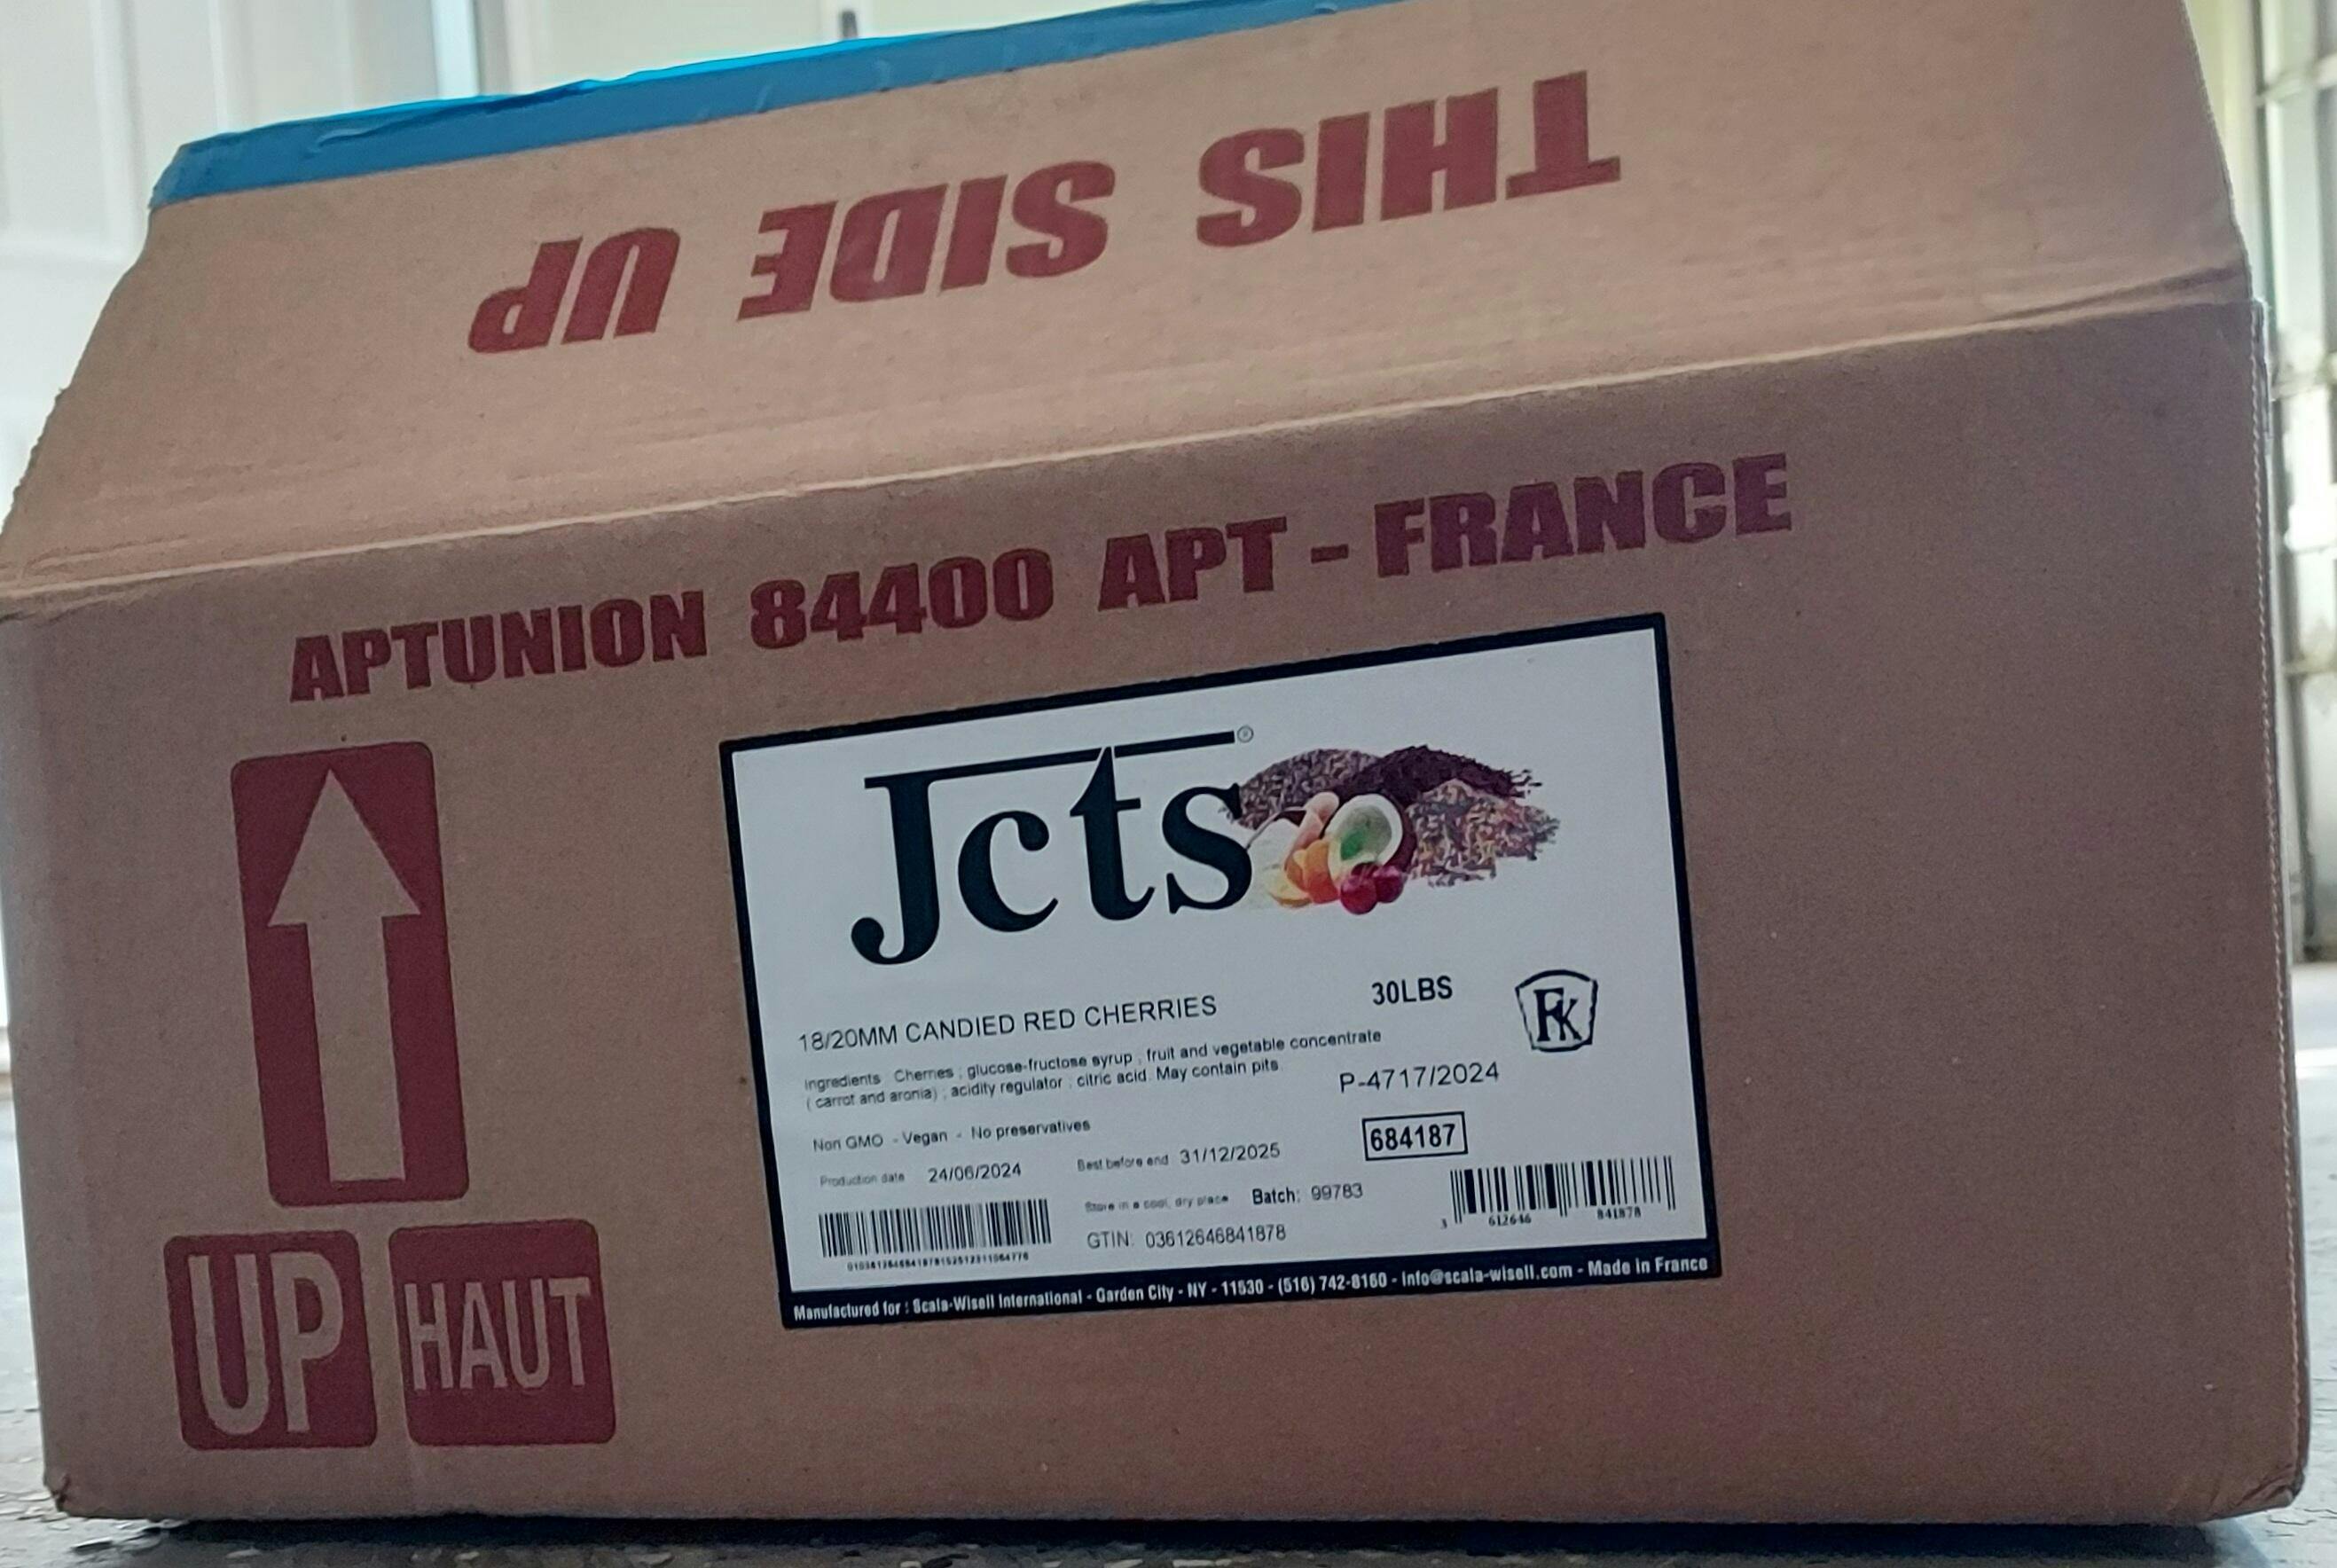 THIS SIDE UP
APTUNION 84400 APT - FRANCE
Jcts®
18/20MM CANDIED RED CHERRIES
30LBS
FK
Ingredients Cherries ; glucose-fructose syrup ; fruit and vegetable concentrate
( carrot and aronia) ; acidity regulator : citric acid. May contain pits
P-4717/2024
Non GMO - Vegan - No preservatives
684187
Production date 24/06/2024
Best before end 31/12/2025
Store in a cool, dry place Batch: 99783
GTIN: 03612646841878
3 612646 841878
Manufactured for : Scala-Wisell International - Garden City - NY - 11530 - (516) 742-8160 - info@scala-wisell.com - Made in France
UP
HAUT